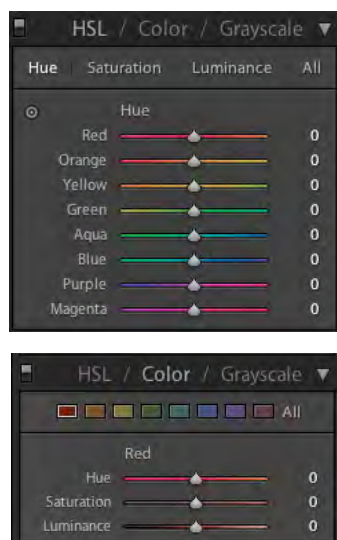 HSL / Color / Grayscale
Hue Saturation Luminance All
Hue
Red 0
Orange 0
Yellow 0
Green 0
Aqua 0
Blue 0
Purple 0
Magenta 0
HSL / Color / Grayscale
All
Red
Hue 0
Saturation 0
Luminance 0